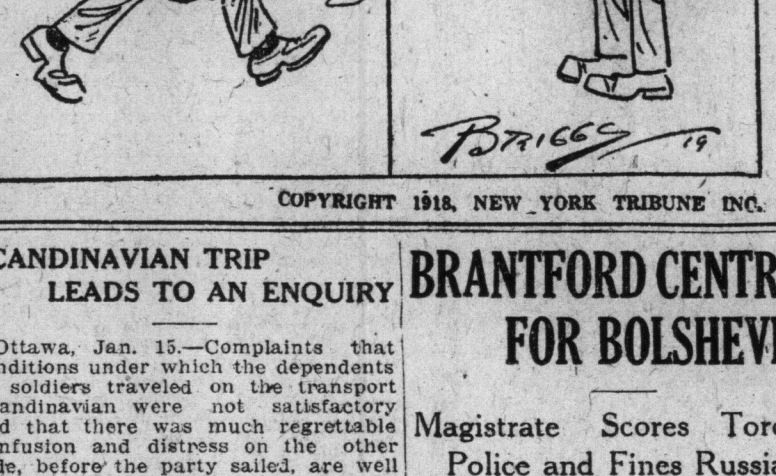 BRIGGS 19
COPYRIGHT 1918, NEW YORK TRIBUNE INC.
CANDINAVIAN TRIP
LEADS TO AN ENQUIRY
Ottawa, Jan. 15.—Complaints that
nditions under which the dependents
soldiers traveled on the transport
andinavian were not satisfactory
d that there was much regrettable
nfusion and distress on the other
de, before the party sailed, are well
BRANTFORD CENTR
FOR BOLSHEVI
Magistrate Scores Toro
Police and Fines Russi